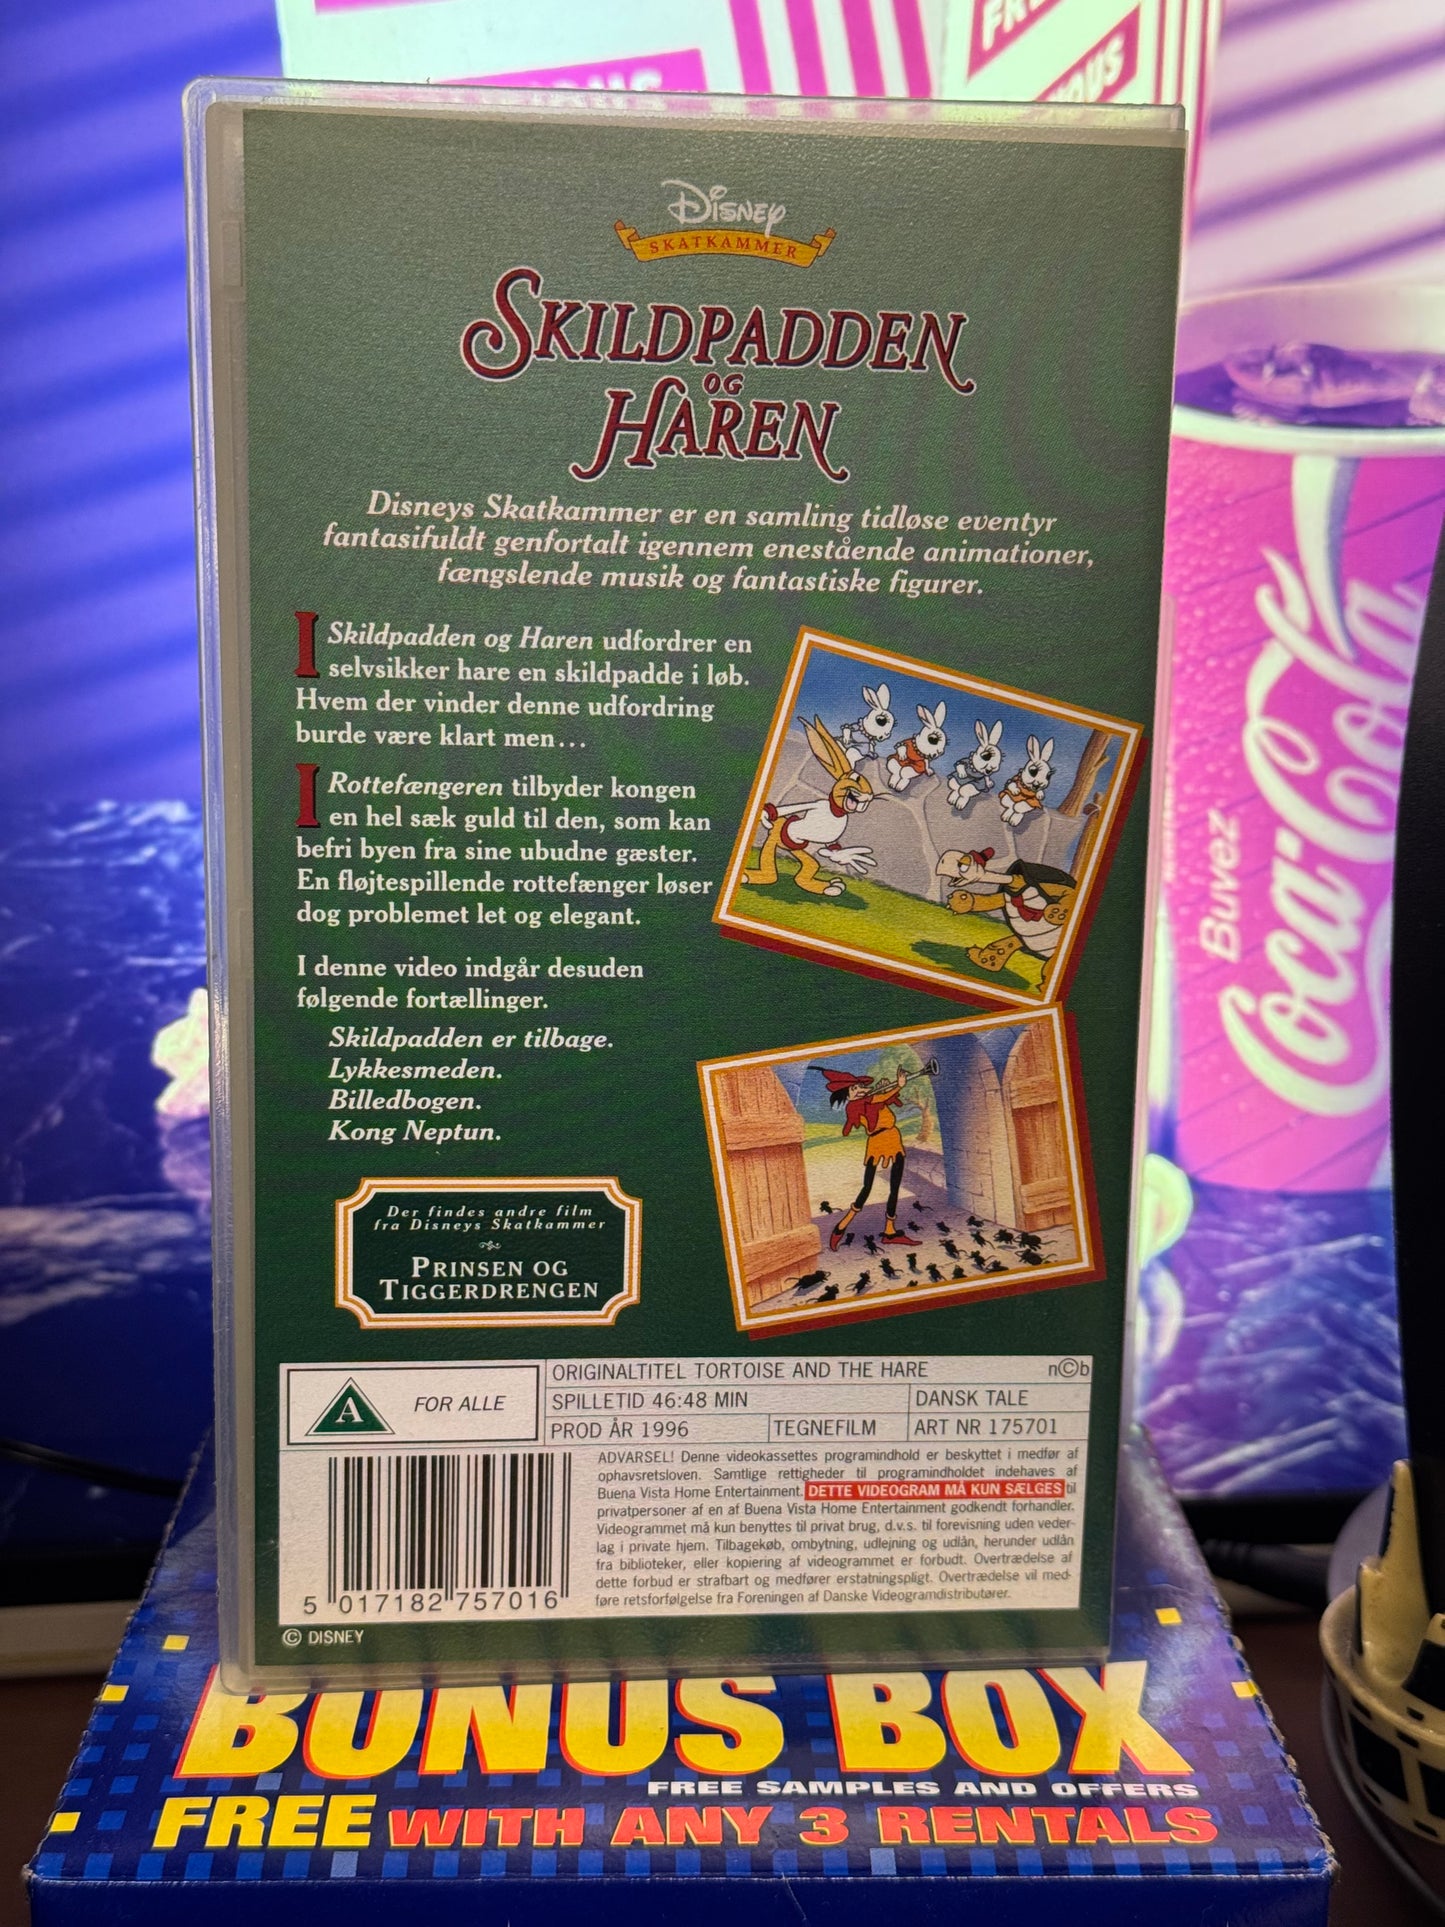 Disney
SKATKAMMER
SKILDPADDEN
OG
HAREN
Disneys Skatkammer er en samling tidløse eventyr
fantasifuldt genfortalt igennem enestående animationer,
fængslende musik og fantastiske figurer.
I Skildpadden og Haren udfordrer en
selvsikker hare en skildpadde i løb.
Hvem der vinder denne udfordring
burde være klart men...
I Rottefængeren tilbyder kongen
en hel sæk guld til den, som kan
befri byen fra sine ubudne gæster.
En fløjtespillende rottefænger løser
dog problemet let og elegant.
I denne video indgår desuden
følgende fortællinger.
Skildpadden er tilbage.
Lykkesmeden.
Billedbogen.
Kong Neptun.
Der findes andre film
fra Disneys Skatkammer
PRINSEN OG
TIGGERDRENGEN
A FOR ALLE
ORIGINALTITEL TORTOISE AND THE HARE n©b
SPILLETID 46:48 MIN DANSK TALE
PROD ÅR 1996 TEGNEFILM ART NR 175701
ADVARSEL! Denne videokassettes programindhold er beskyttet i medfør af
ophavsretsloven. Samtlige rettigheder til programindholdet indehaves af
Buena Vista Home Entertainment. DETTE VIDEOGRAM MÅ KUN SÆLGES til
privatpersoner af en af Buena Vista Home Entertainment godkendt forhandler.
Videogrammet må kun benyttes til privat brug, d.v.s. til forevisning uden veder-
lag i private hjem. Tilbagekøb, ombytning, udlejning og udlån, herunder udlån
fra biblioteker, eller kopiering af videogrammet er forbudt. Overtrædelse af
dette forbud er strafbart og medfører erstatningspligt. Overtrædelse vil med-
føre retsforfølgelse fra Foreningen af Danske Videogramdistributører.
5 017182 757016
© DISNEY
Buvez
Coca-Cola
BONUS BOX
FREE SAMPLES AND OFFERS
FREE WITH ANY 3 RENTALS